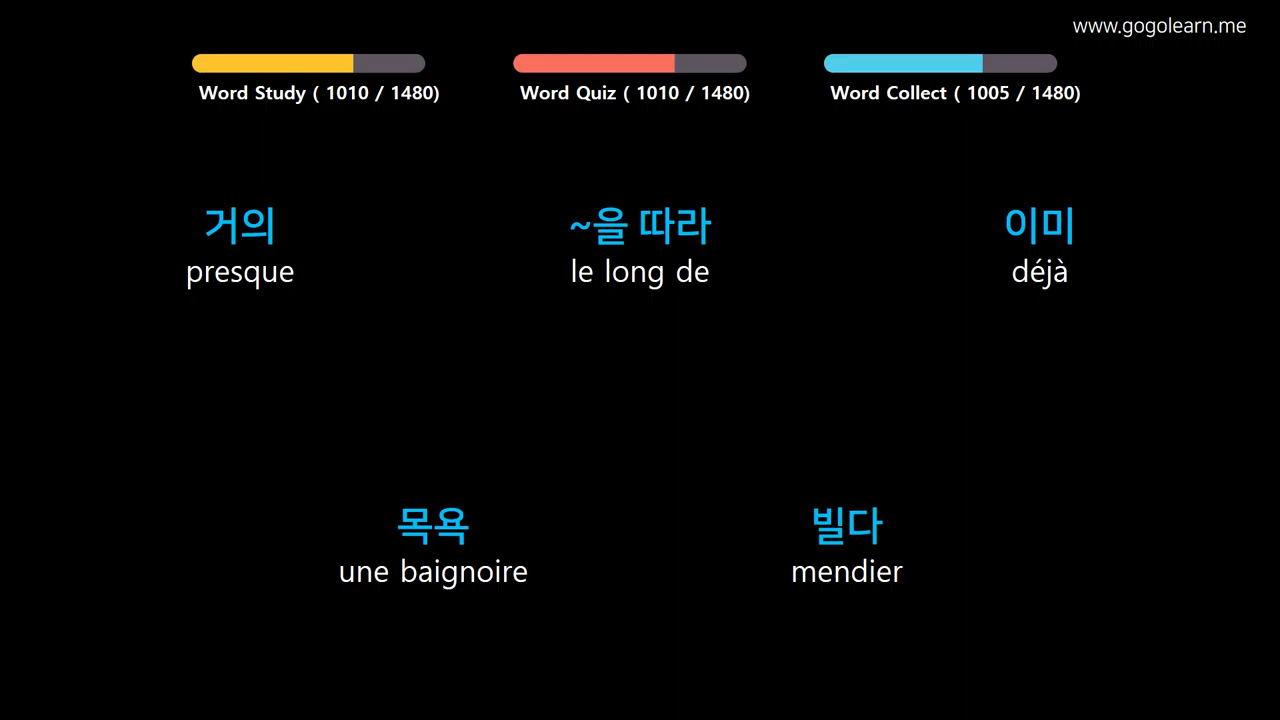 www.gogolearn.me
Word Study ( 1010 / 1480)
Word Quiz ( 1010 / 1480)
Word Collect ( 1005 / 1480)
거의
presque
~을 따라
le long de
이미
déjà
목욕
une baignoire
빌다
mendier